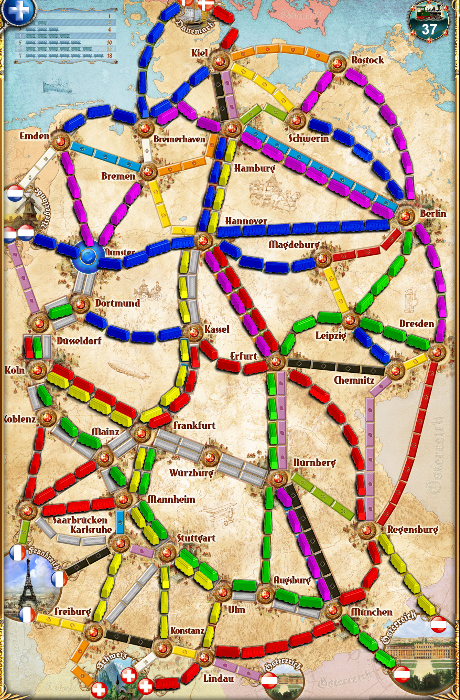 37
Dänemark
Kiel
Rostock
Emden
Bremerhaven
Schwerin
Bremen
Hamburg
Hannover
Berlin
Magdeburg
Münster
Dortmund
Düsseldorf
Kassel
Leipzig
Dresden
Erfurt
Chemnitz
Köln
Koblenz
Mainz
Frankfurt
Würzburg
Nürnberg
Mannheim
Saarbrücken
Karlsruhe
Regensburg
Stuttgart
Augsburg
Freiburg
Ulm
München
Konstanz
Schweiz
Lindau
Österreich
Österreich